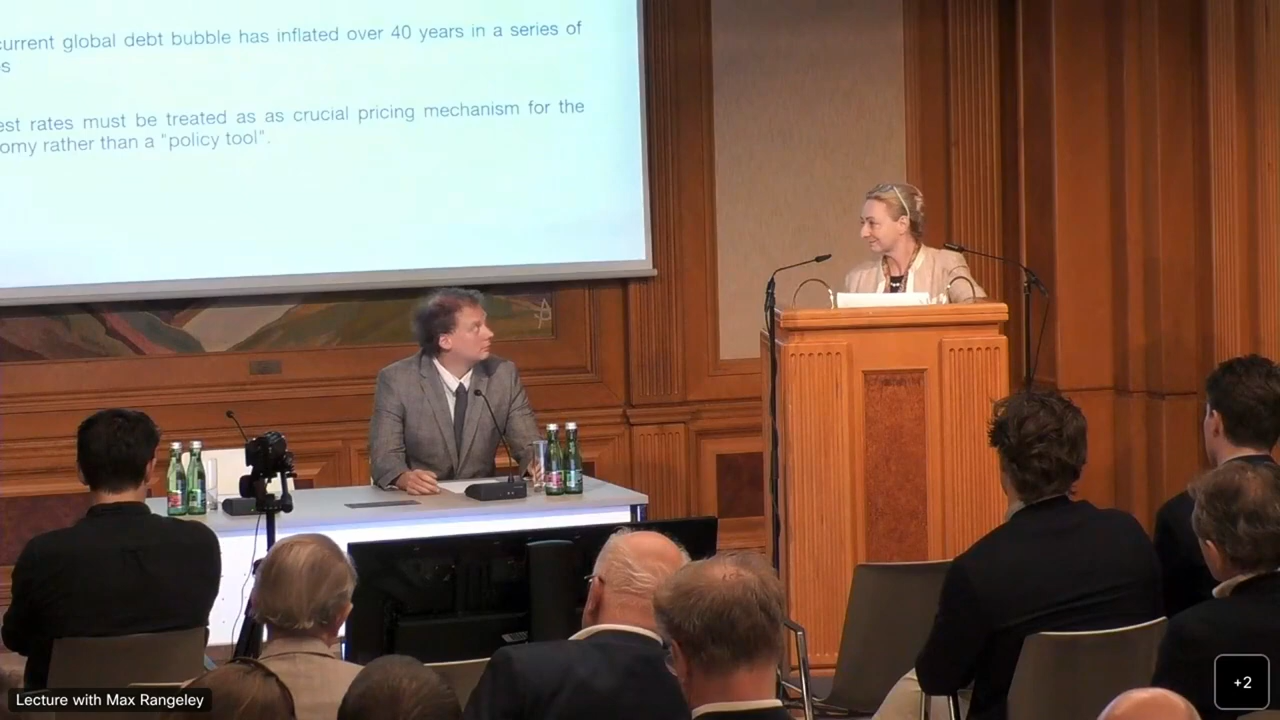 current global debt bubble has inflated over 40 years in a series of
s
est rates must be treated as as crucial pricing mechanism for the
omy rather than a "policy tool".
Lecture with Max Rangeley
+2